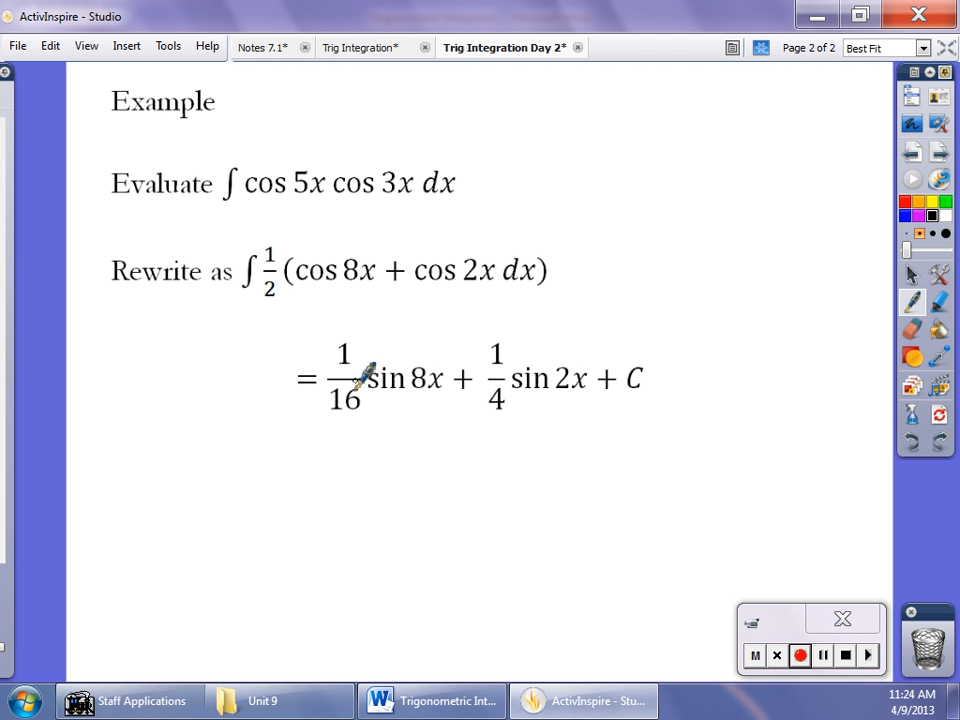 ActivInspire - Studio
File Edit View Insert Tools Help
Notes 7.1* Trig Integration* Trig Integration Day 2* Page 2 of 2 Best Fit
Example
Evaluate ∫ cos 5x cos 3x dx
Rewrite as ∫ 1/2 (cos 8x + cos 2x dx)
= 1/16 sin 8x + 1/4 sin 2x + C
M
Staff Applications Unit 9 Trigonometric Int... ActivInspire - Stu...
11:24 AM
4/9/2013